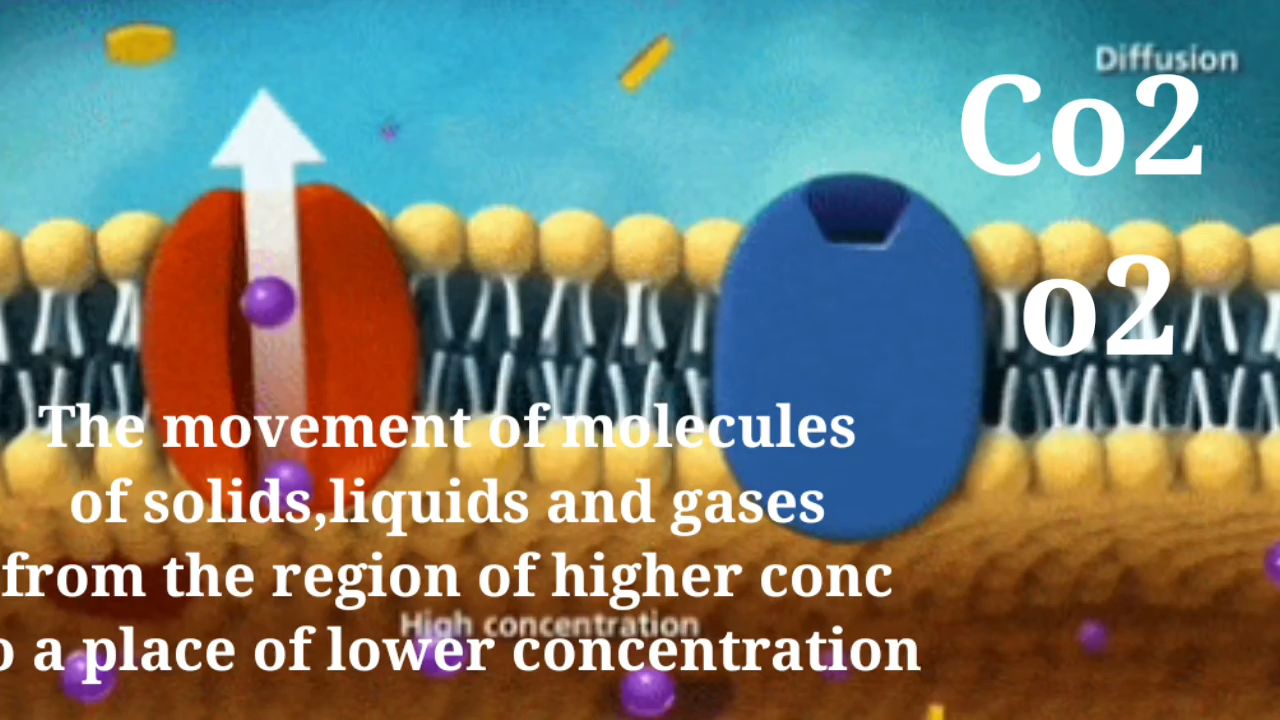 Diffusion
Co2
o2
The movement of molecules
of solids,liquids and gases
from the region of higher conc
High concentration
o a place of lower concentration